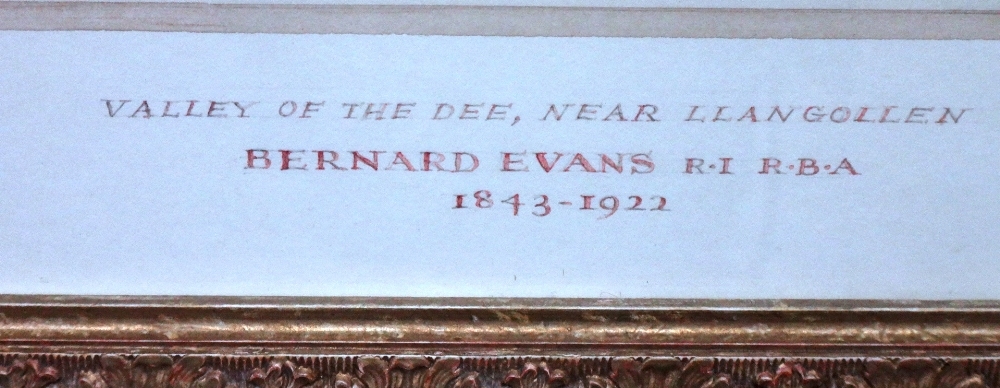 VALLEY OF THE DEE, NEAR LLANGOLLEN
BERNARD EVANS R·I R·B·A
1843-1922